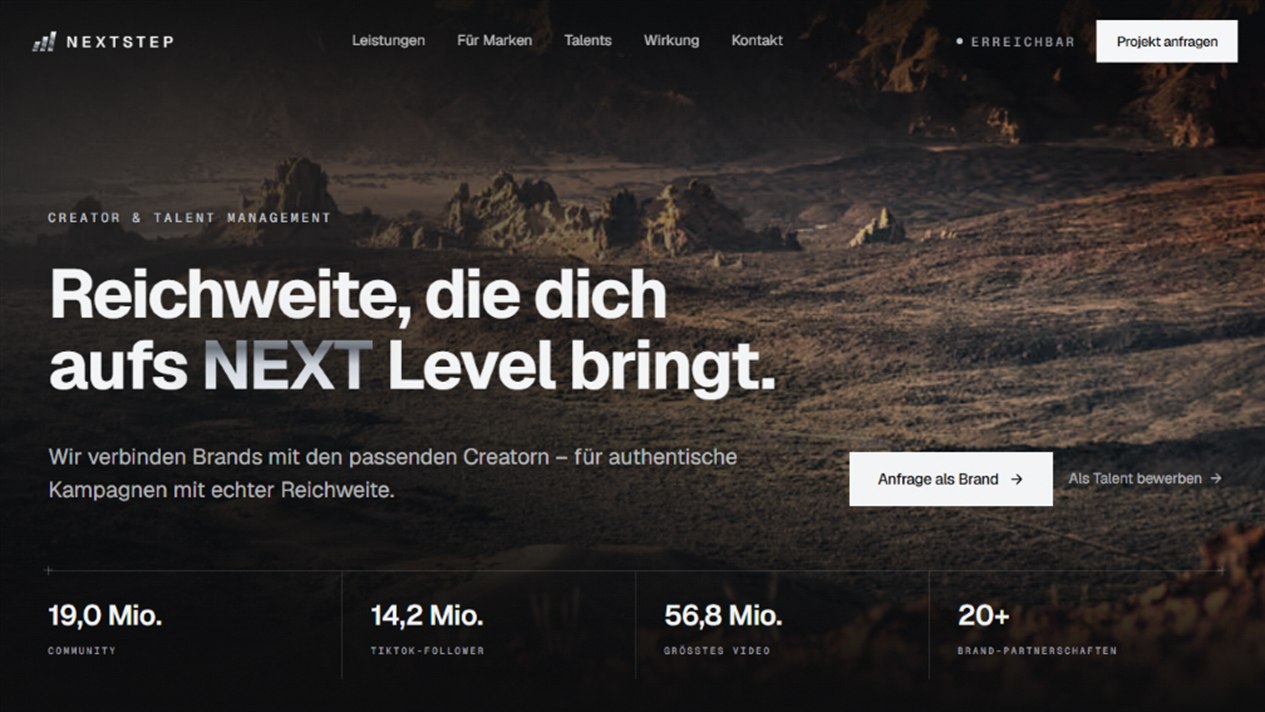 NEXTSTEP
Leistungen
Für Marken
Talents
Wirkung
Kontakt
ERREICHBAR
Projekt anfragen
CREATOR & TALENT MANAGEMENT
Reichweite, die dich
aufs NEXT Level bringt.
Wir verbinden Brands mit den passenden Creatorn – für authentische
Kampagnen mit echter Reichweite.
Anfrage als Brand →
Als Talent bewerben →
19,0 Mio.
COMMUNITY
14,2 Mio.
TIKTOK-FOLLOWER
56,8 Mio.
GRÖSSTES VIDEO
20+
BRAND-PARTNERSCHAFTEN